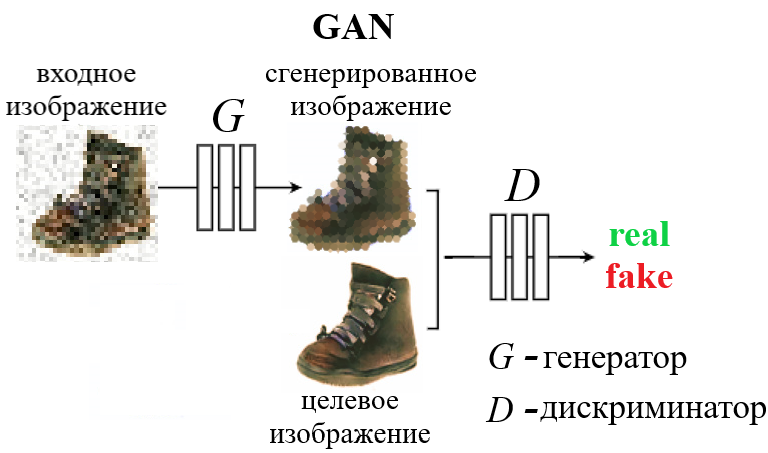 GAN
входное
изображение
сгенерированное
изображение
G
D
real
fake
целевое
изображение
G - генератор
D - дискриминатор